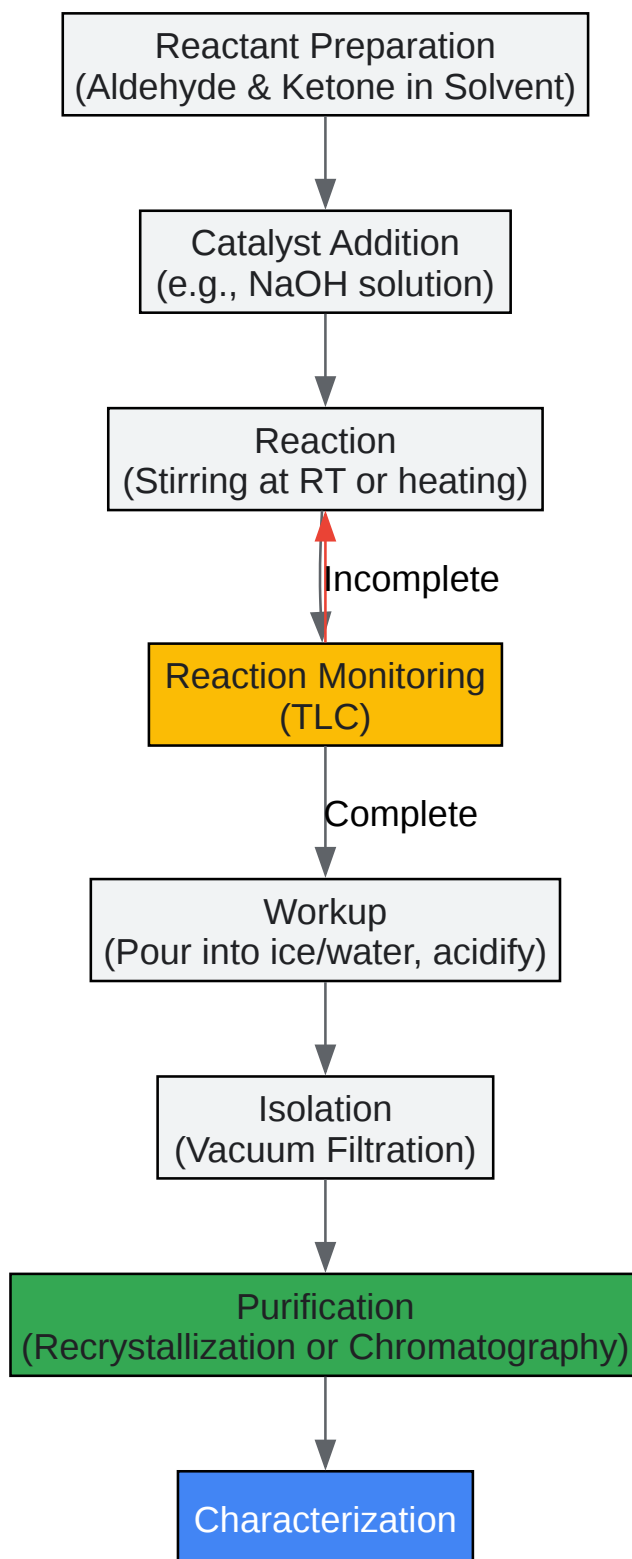 Reactant Preparation
(Aldehyde & Ketone in Solvent)
Catalyst Addition
(e.g., NaOH solution)
Reaction
(Stirring at RT or heating)
Incomplete
Reaction Monitoring
(TLC)
Complete
Workup
(Pour into ice/water, acidify)
Isolation
(Vacuum Filtration)
Purification
(Recrystallization or Chromatography)
Characterization